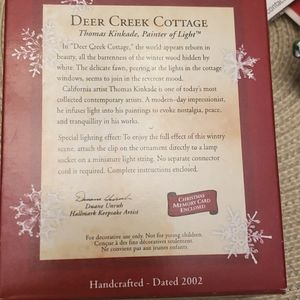 DEER CREEK COTTAGE
Thomas Kinkade, Painter of Light™
In "Deer Creek Cottage," the world appears reborn in
beauty, all the barrenness of the winter wood hidden by
white. The delicate fawn, peering at the lights in the cottage
windows, seems to join in the reverent mood.
California artist Thomas Kinkade is one of today's most
collected contemporary artists. A modern-day impressionist,
he infuses light into his paintings to evoke nostalgia, peace,
and tranquillity in his works.
Special lighting effect: To enjoy the full effect of this wintry
scene, attach the clip on the ornament directly to a lamp
socket on a miniature light string. No separate connector
cord is required. Complete instructions enclosed.
Duane Unruh
Duane Unruh
Hallmark Keepsake Artist
CHRISTMAS
MEMORY CARD
ENCLOSED
For decorative use only. Not for young children.
Conçu à des fins décoratives seulement.
Ne convient pas aux jeunes enfants.
Handcrafted - Dated 2002